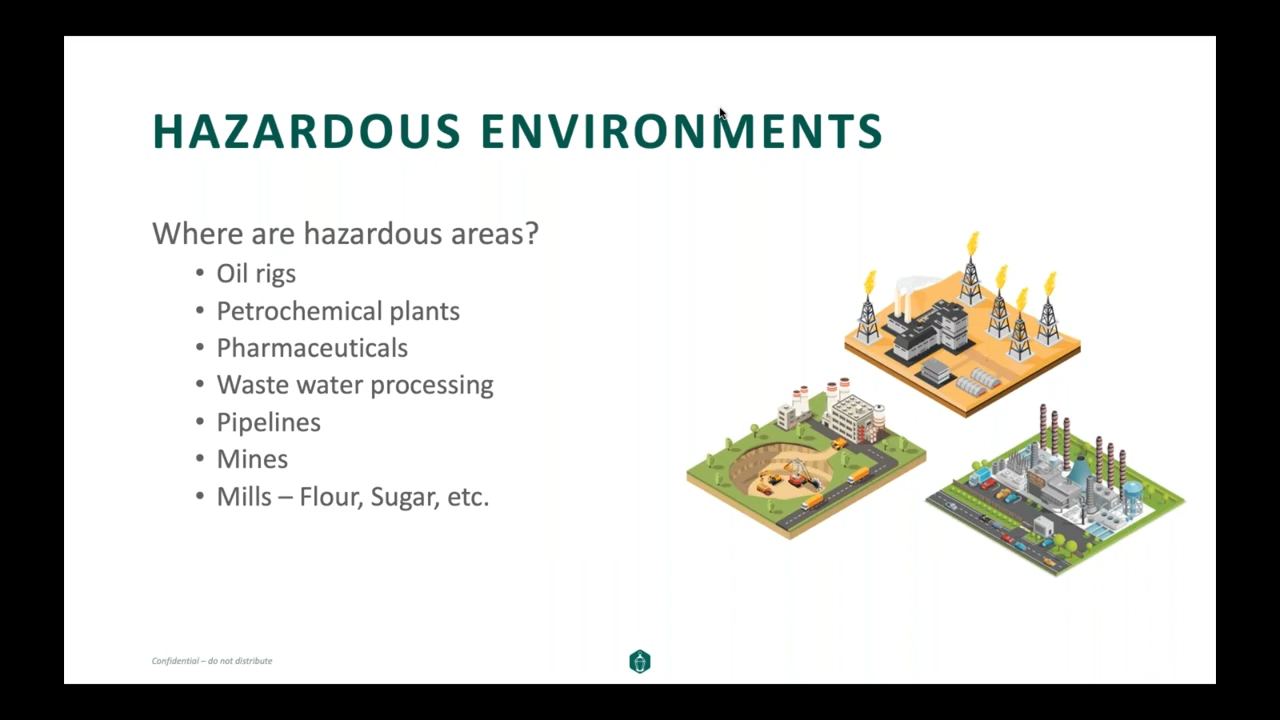 HAZARDOUS ENVIRONMENTS
Where are hazardous areas?
• Oil rigs
• Petrochemical plants
• Pharmaceuticals
• Waste water processing
• Pipelines
• Mines
• Mills – Flour, Sugar, etc.
Confidential – do not distribute